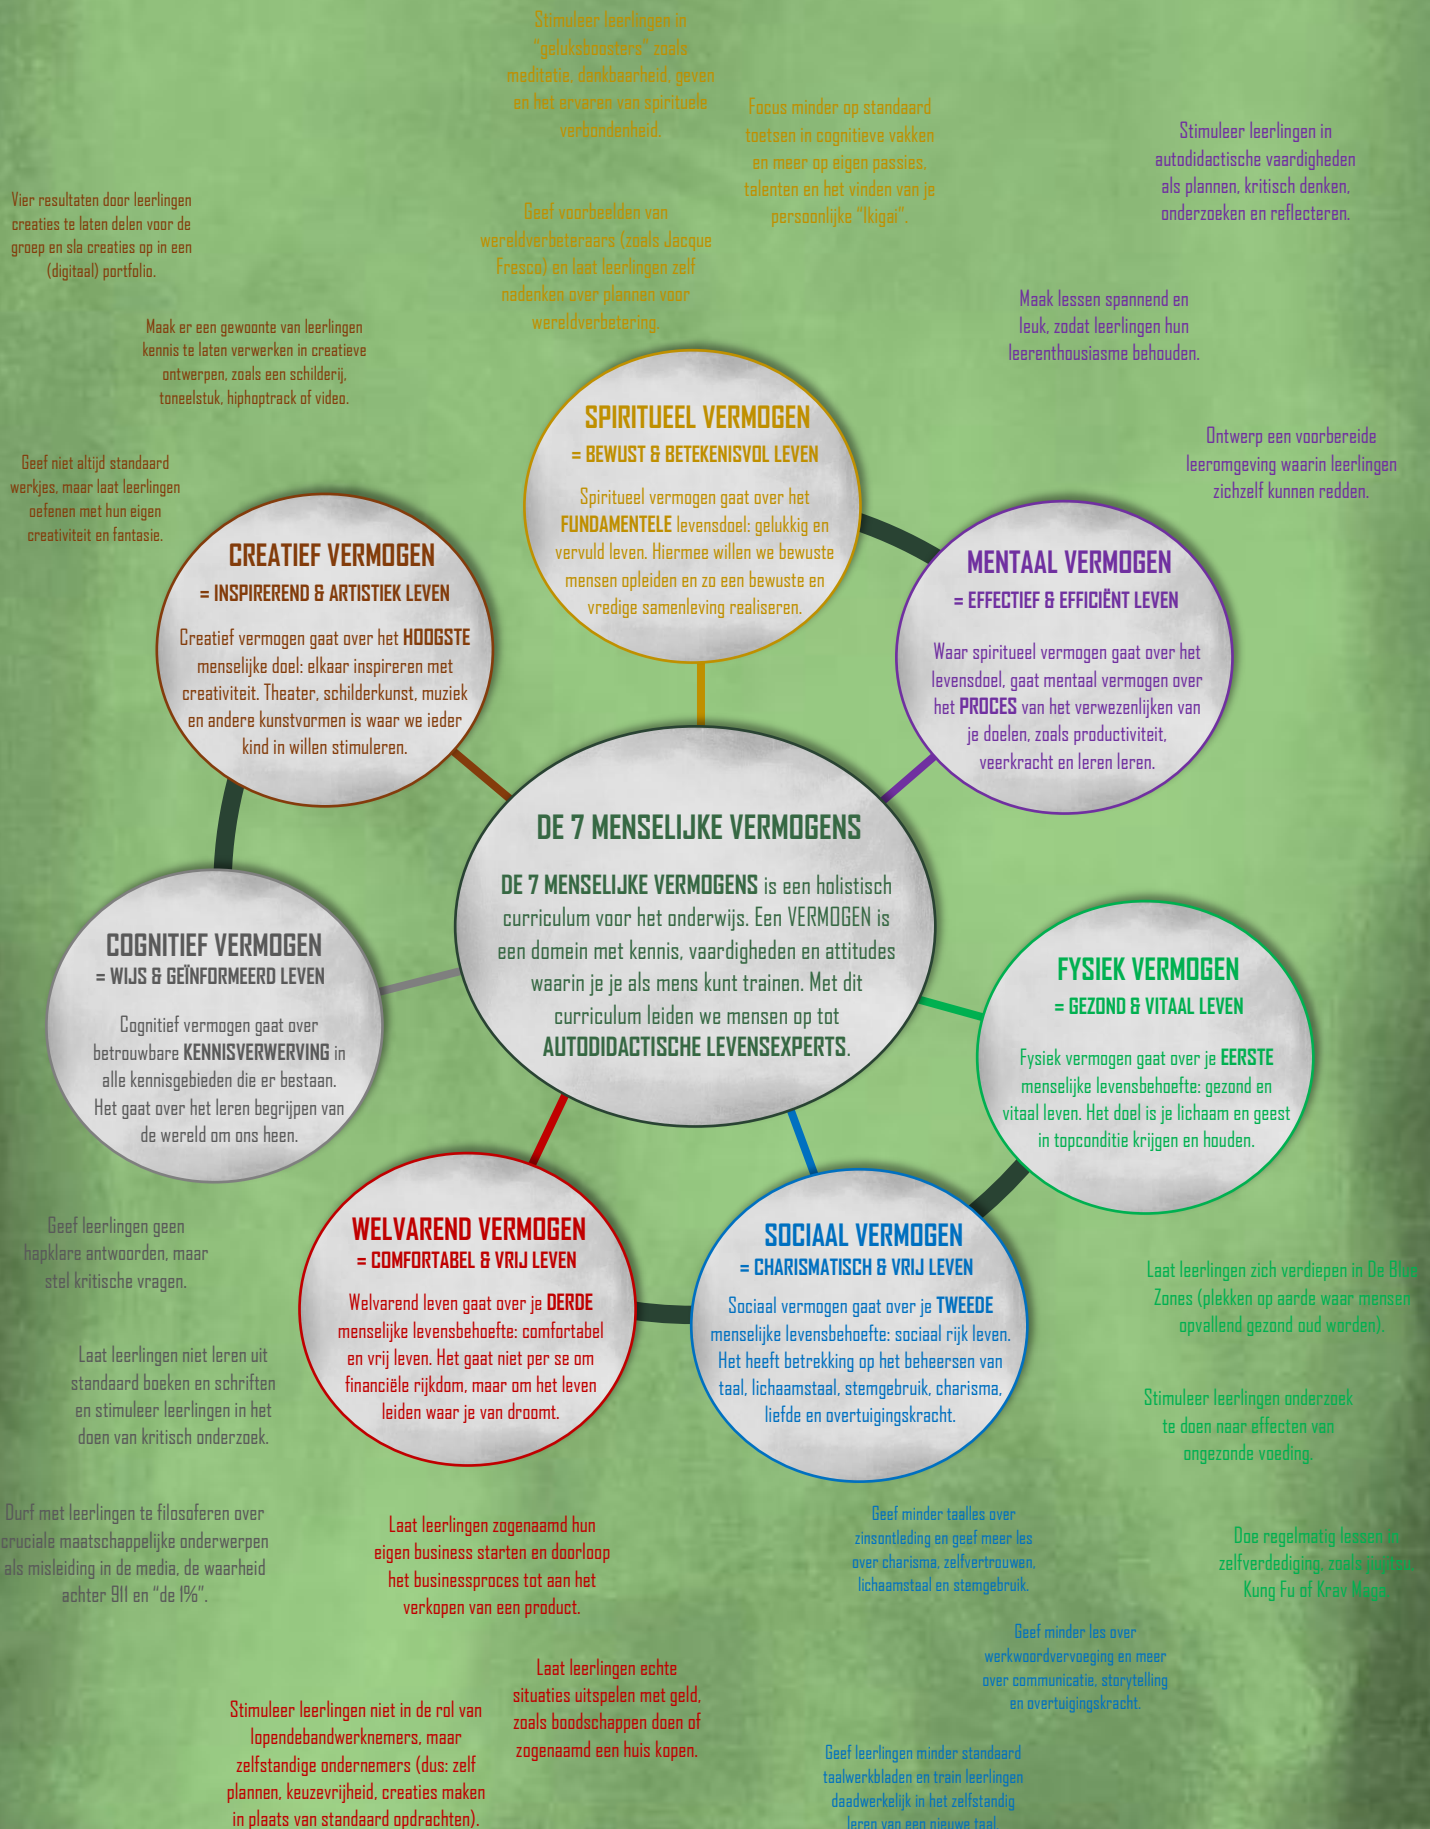 Stimuleer leerlingen in
"geluksboosters" zoals
meditatie, dankbaarheid, geven
en het ervaren van spirituele
verbondenheid.
Focus minder op standaard
toetsen in cognitieve vakken
en meer op eigen passies,
talenten en het vinden van je
persoonlijke "Ikigai".
Geef voorbeelden van
wereldverbeteraars (zoals Jacque
Fresco) en laat leerlingen zelf
nadenken over plannen voor
wereldverbetering.
Stimuleer leerlingen in
autodidactische vaardigheden
als plannen, kritisch denken,
onderzoeken en reflecteren.
Maak lessen spannend en
leuk, zodat leerlingen hun
leerenthousiasme behouden.
Ontwerp een voorbereide
leeromgeving waarin leerlingen
zichzelf kunnen redden.
Vier resultaten door leerlingen
creaties te laten delen voor de
groep en sla creaties op in een
(digitaal) portfolio.
Maak er een gewoonte van leerlingen
kennis te laten verwerken in creatieve
ontwerpen, zoals een schilderij,
toneelstuk, hiphoptrack of video.
Geef niet altijd standaard
werkjes, maar laat leerlingen
oefenen met hun eigen
creativiteit en fantasie.
SPIRITUEEL VERMOGEN
= BEWUST & BETEKENISVOL LEVEN
Spiritueel vermogen gaat over het
FUNDAMENTELE levensdoel: gelukkig en
vervuld leven. Hiermee willen we bewuste
mensen opleiden en zo een bewuste en
vredige samenleving realiseren.
CREATIEF VERMOGEN
= INSPIREREND & ARTISTIEK LEVEN
Creatief vermogen gaat over het HOOGSTE
menselijke doel: elkaar inspireren met
creativiteit. Theater, schilderkunst, muziek
en andere kunstvormen is waar we ieder
kind in willen stimuleren.
MENTAAL VERMOGEN
= EFFECTIEF & EFFICIËNT LEVEN
Waar spiritueel vermogen gaat over het
levensdoel, gaat mentaal vermogen over
het PROCES van het verwezenlijken van
je doelen, zoals productiviteit,
veerkracht en leren leren.
DE 7 MENSELIJKE VERMOGENS
DE 7 MENSELIJKE VERMOGENS is een holistisch
curriculum voor het onderwijs. Een VERMOGEN is
een domein met kennis, vaardigheden en attitudes
waarin je je als mens kunt trainen. Met dit
curriculum leiden we mensen op tot
AUTODIDACTISCHE LEVENSEXPERTS.
COGNITIEF VERMOGEN
= WIJS & GEÏNFORMEERD LEVEN
Cognitief vermogen gaat over
betrouwbare KENNISVERWERVING in
alle kennisgebieden die er bestaan.
Het gaat over het leren begrijpen van
de wereld om ons heen.
FYSIEK VERMOGEN
= GEZOND & VITAAL LEVEN
Fysiek vermogen gaat over je EERSTE
menselijke levensbehoefte: gezond en
vitaal leven. Het doel is je lichaam en geest
in topconditie krijgen en houden.
WELVAREND VERMOGEN
= COMFORTABEL & VRIJ LEVEN
Welvarend leven gaat over je DERDE
menselijke levensbehoefte: comfortabel
en vrij leven. Het gaat niet per se om
financiële rijkdom, maar om het leven
leiden waar je van droomt.
SOCIAAL VERMOGEN
= CHARISMATISCH & VRIJ LEVEN
Sociaal vermogen gaat over je TWEEDE
menselijke levensbehoefte: sociaal rijk leven.
Het heeft betrekking op het beheersen van
taal, lichaamstaal, stemgebruik, charisma,
liefde en overtuigingskracht.
Geef leerlingen geen
hapklare antwoorden, maar
stel kritische vragen.
Laat leerlingen niet leren uit
standaard boeken en schriften
en stimuleer leerlingen in het
doen van kritisch onderzoek.
Durf met leerlingen te filosoferen over
cruciale maatschappelijke onderwerpen
als misleiding in de media, de waarheid
achter 911 en "de 1%".
Laat leerlingen zogenaamd hun
eigen business starten en doorloop
het businessproces tot aan het
verkopen van een product.
Laat leerlingen echte
situaties uitspelen met geld,
zoals boodschappen doen of
zogenaamd een huis kopen.
Stimuleer leerlingen niet in de rol van
lopendebandwerknemers, maar
zelfstandige ondernemers (dus: zelf
plannen, keuzevrijheid, creaties maken
in plaats van standaard opdrachten).
Geef minder taalles over
zinsontleding en geef meer les
over charisma, zelfvertrouwen,
lichaamstaal en stemgebruik.
Geef minder les over
werkwoordvervoeging en meer
over communicatie, storytelling
en overtuigingskracht.
Geef leerlingen minder standaard
taalwerkbladen en train leerlingen
daadwerkelijk in het zelfstandig
leren van een nieuwe taal.
Laat leerlingen zich verdiepen in De Blue
Zones (plekken op aarde waar mensen
opvallend gezond oud worden).
Stimuleer leerlingen onderzoek
te doen naar effecten van
ongezonde voeding.
Doe regelmatig lessen in
zelfverdediging, zoals jiujitsu,
Kung Fu of Krav Maga.